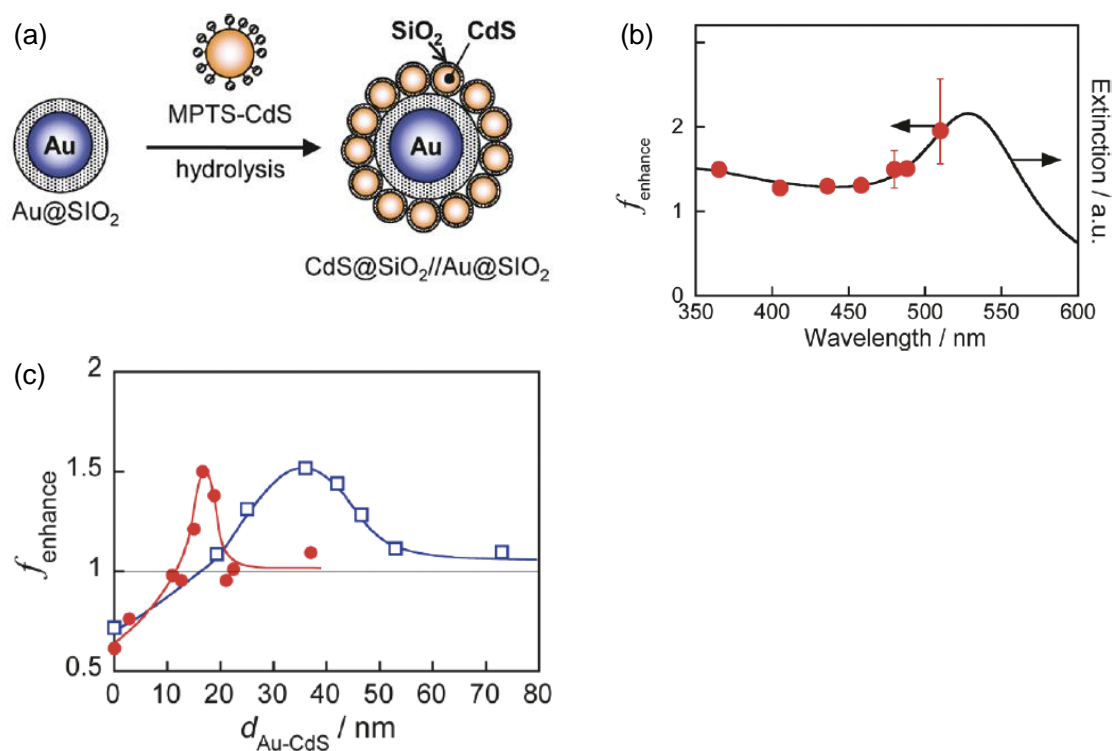 (a)
SiO2 CdS
MPTS-CdS
Au
hydrolysis
Au
Au@SIO2
CdS@SiO2//Au@SIO2
(b)
fenhance
2
1
0
350 400 450 500 550 600
Wavelength / nm
Extinction / a.u.
(c)
fenhance
2
1.5
1
0.5
0 10 20 30 40 50 60 70 80
dAu-CdS / nm